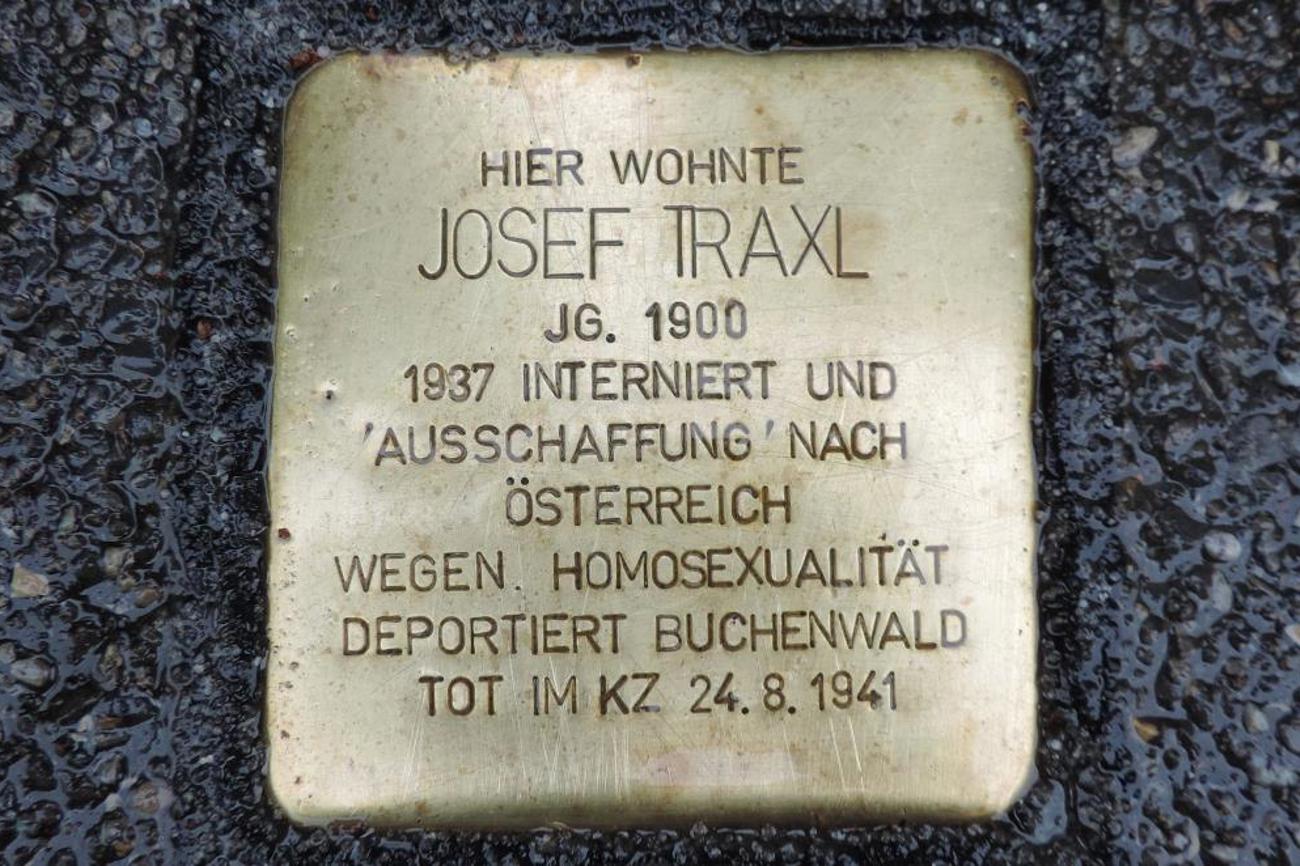 HIER WOHNTE
JOSEF TRAXL
JG. 1900
1937 INTERNIERT UND
'AUSSCHAFFUNG' NACH
ÖSTERREICH
WEGEN HOMOSEXUALITÄT
DEPORTIERT BUCHENWALD
TOT IM KZ 24.8.1941